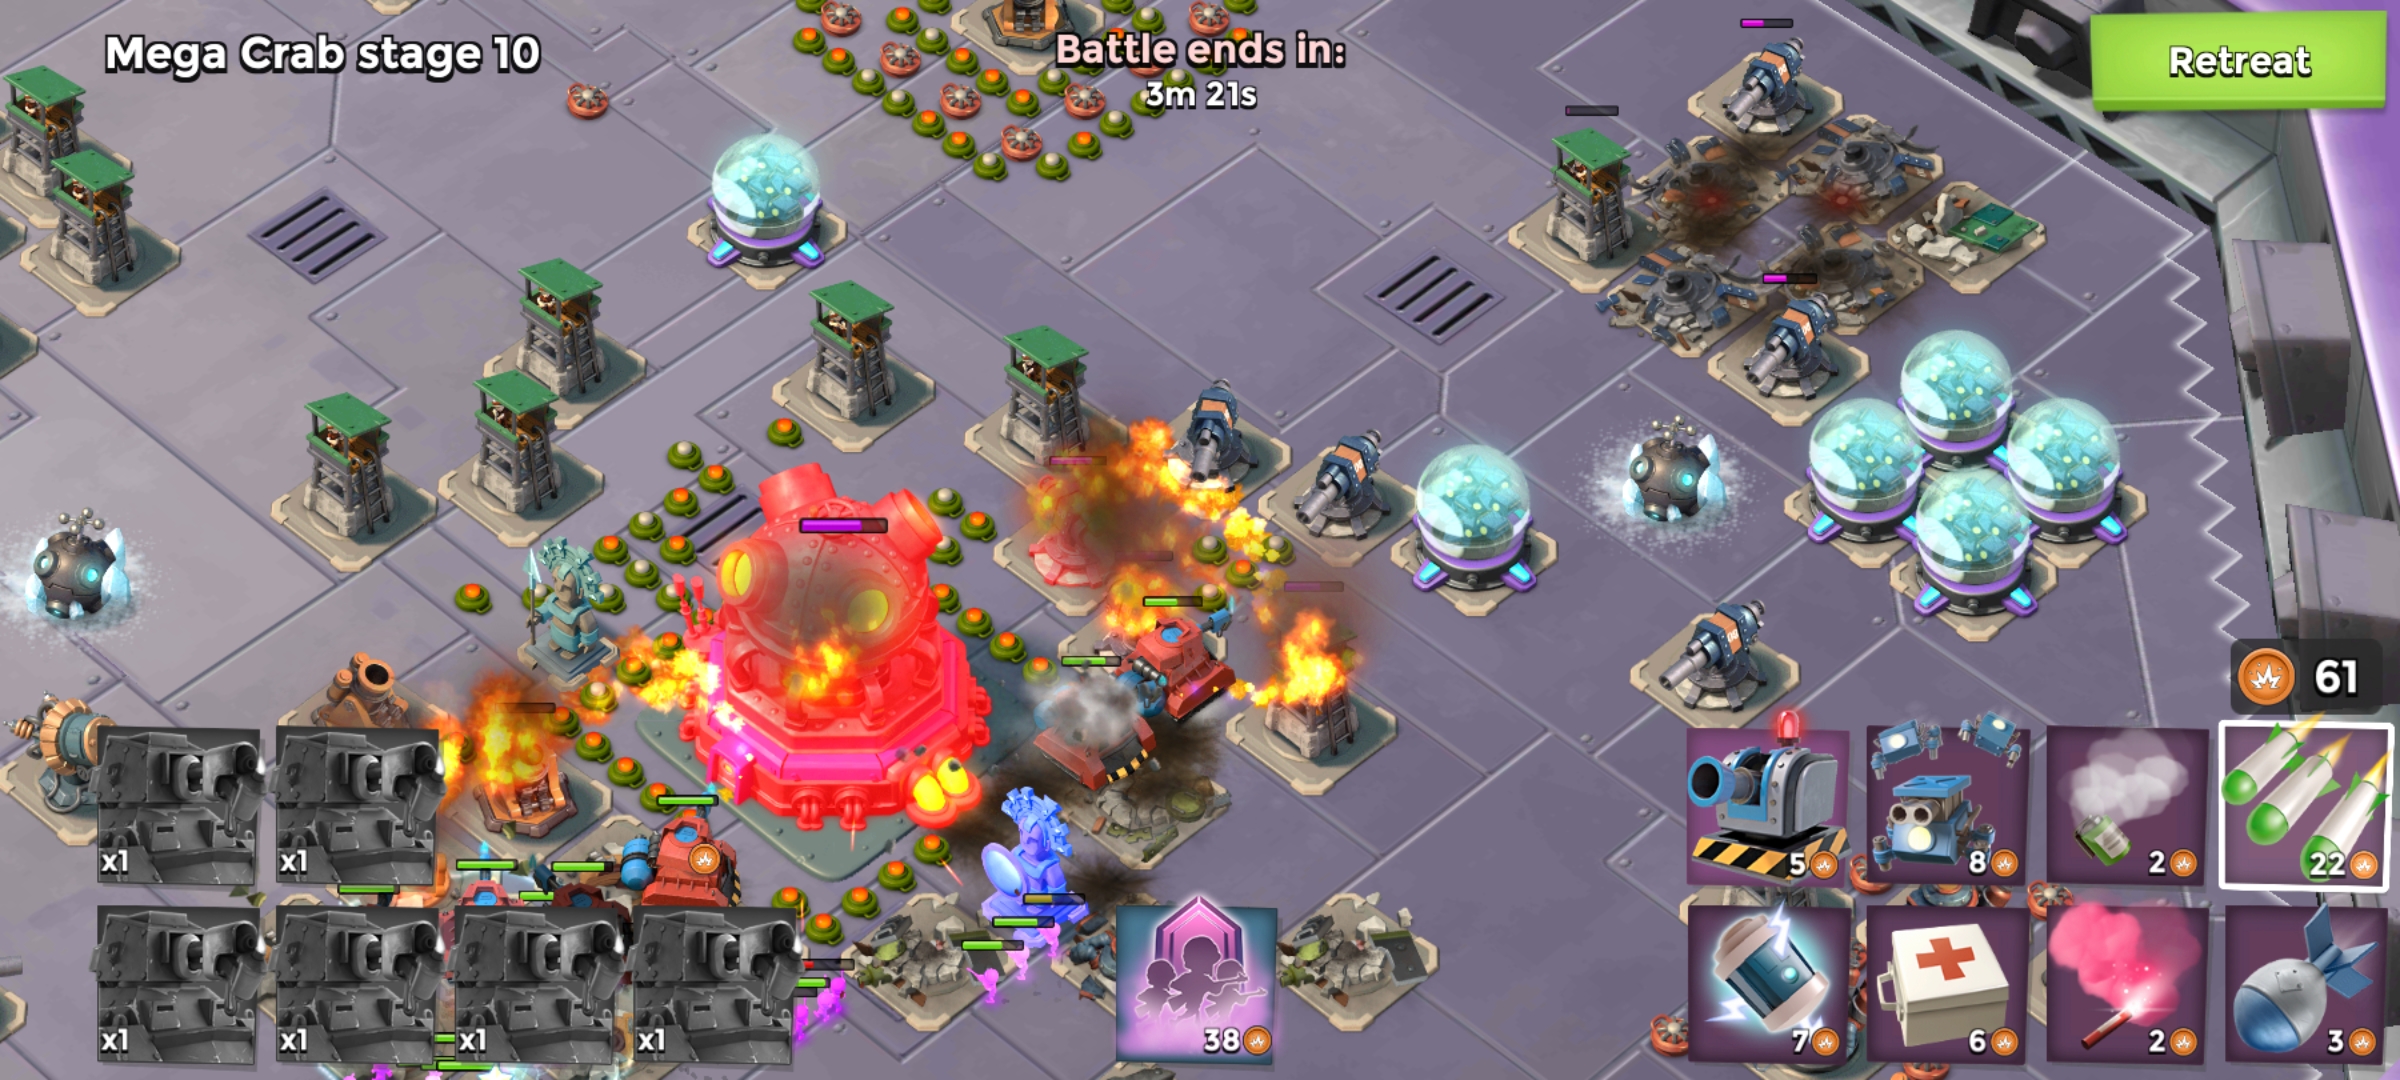 Mega Crab stage 10
Battle ends in:
3m 21s
Retreat
61
5
8
2
22
x1
x1
x1
x1
x1
x1
38
7
6
2
3